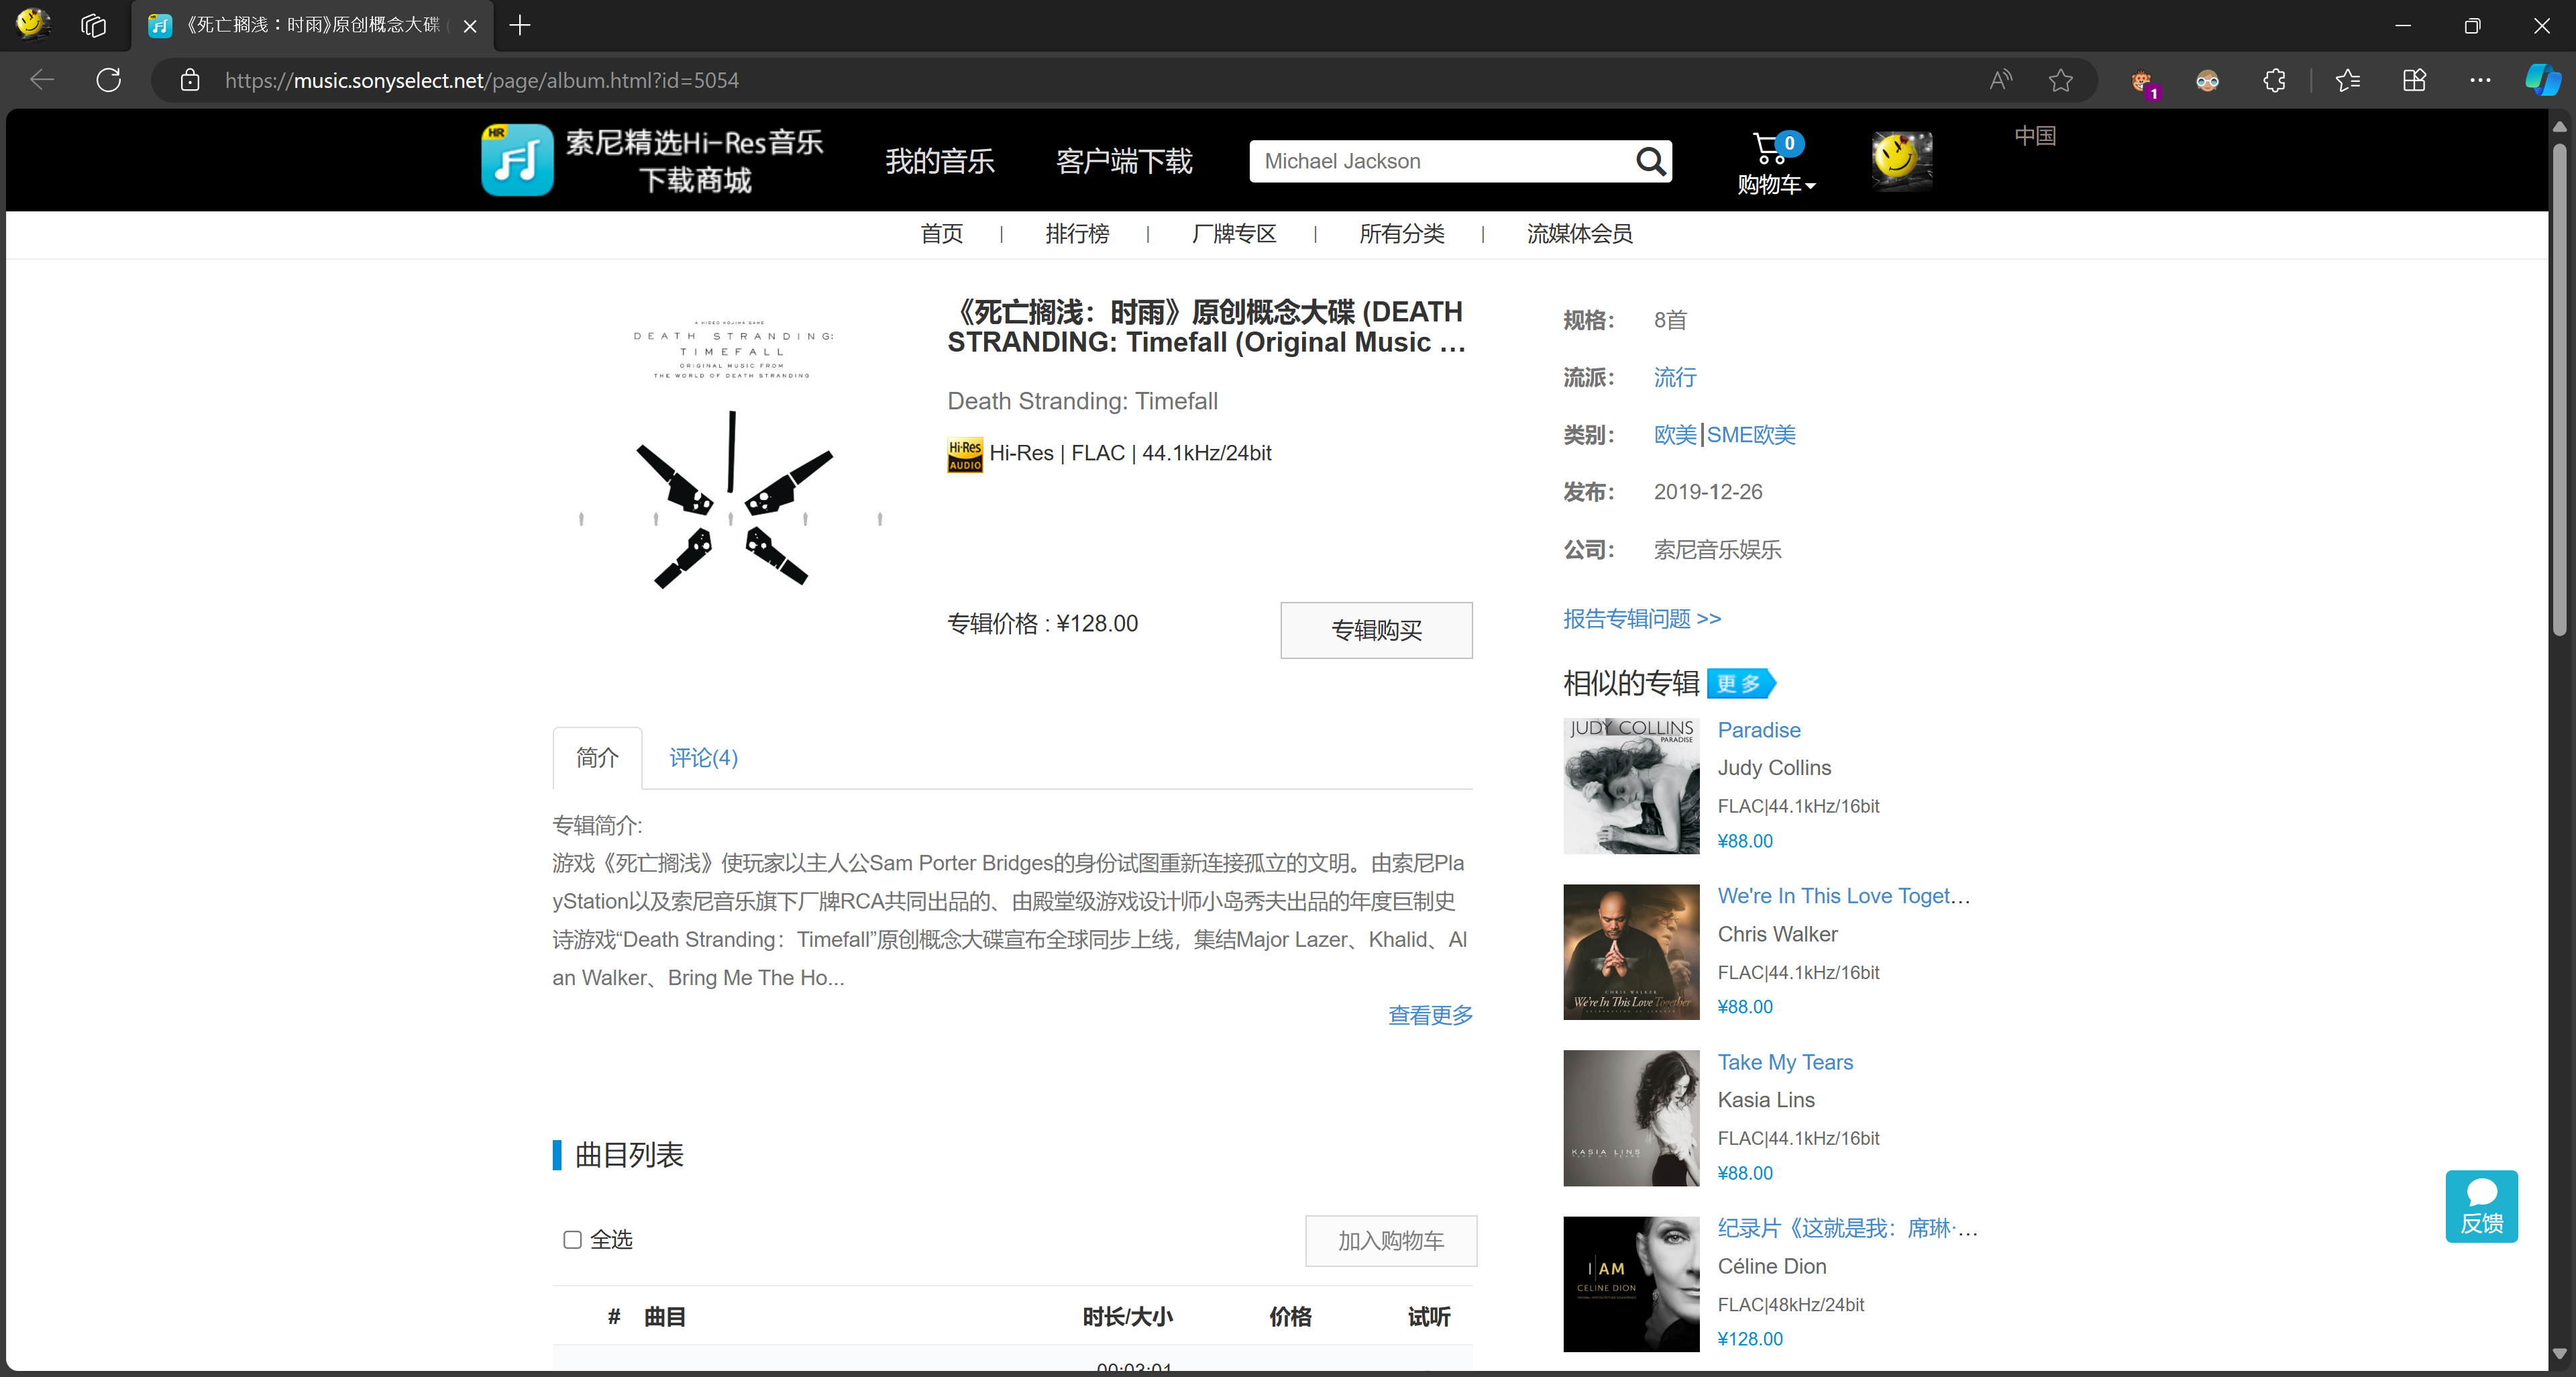 《死亡搁浅：时雨》原创概念大碟 (
https://music.sonyselect.net/page/album.html?id=5054
1
HR
索尼精选Hi-Res音乐
下载商城
我的音乐
客户端下载
Michael Jackson
0
购物车
中国
首页 | 排行榜 | 厂牌专区 | 所有分类 | 流媒体会员
A HIDEO KOJIMA GAME
DEATH STRANDING:
TIMEFALL
ORIGINAL MUSIC FROM
THE WORLD OF DEATH STRANDING
《死亡搁浅：时雨》原创概念大碟 (DEATH
STRANDING: Timefall (Original Music ...
Death Stranding: Timefall
Hi-Res AUDIO
Hi-Res | FLAC | 44.1kHz/24bit
专辑价格 : ¥128.00
专辑购买
规格： 8首
流派： 流行
类别： 欧美|SME欧美
发布： 2019-12-26
公司： 索尼音乐娱乐
报告专辑问题 >>
简介
评论(4)
专辑简介:
游戏《死亡搁浅》使玩家以主人公Sam Porter Bridges的身份试图重新连接孤立的文明。由索尼Pla
yStation以及索尼音乐旗下厂牌RCA共同出品的、由殿堂级游戏设计师小岛秀夫出品的年度巨制史
诗游戏“Death Stranding：Timefall”原创概念大碟宣布全球同步上线，集结Major Lazer、Khalid、Al
an Walker、Bring Me The Ho...
查看更多
曲目列表
全选
加入购物车
# 曲目 时长/大小 价格 试听
00:03:01
相似的专辑
更多
JUDY COLLINS
PARADISE
Paradise
Judy Collins
FLAC|44.1kHz/16bit
¥88.00
CHRIS WALKER
We're In This Love Together
We're In This Love Toget...
Chris Walker
FLAC|44.1kHz/16bit
¥88.00
KASIA LINS
Take My Tears
Kasia Lins
FLAC|44.1kHz/16bit
¥88.00
I AM
CELINE DION
纪录片《这就是我：席琳·...
Céline Dion
FLAC|48kHz/24bit
¥128.00
反馈